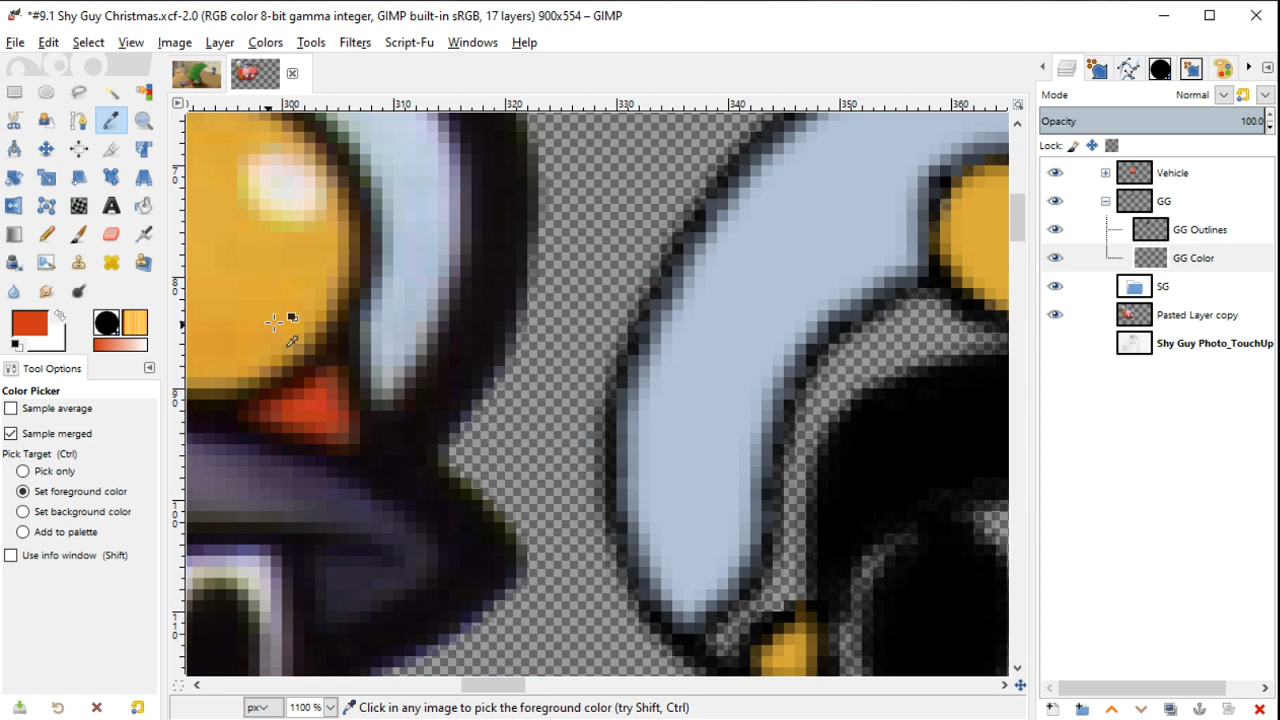 *#9.1 Shy Guy Christmas.xcf-2.0 (RGB color 8-bit gamma integer, GIMP built-in sRGB, 17 layers) 900x554 – GIMP
File Edit Select View Image Layer Colors Tools Filters Script-Fu Windows Help
Mode Normal
300 310 320 330 340 350 360
Opacity 100.0
Lock:
Vehicle
70
GG
GG Outlines
GG Color
80
SG
Pasted Layer copy
Shy Guy Photo_TouchUp
Tool Options
Color Picker
90
Sample average
Sample merged
Pick Target (Ctrl)
Pick only
Set foreground color
100
Set background color
Add to palette
Use info window (Shift)
110
px 1100 % Click in any image to pick the foreground color (try Shift, Ctrl)